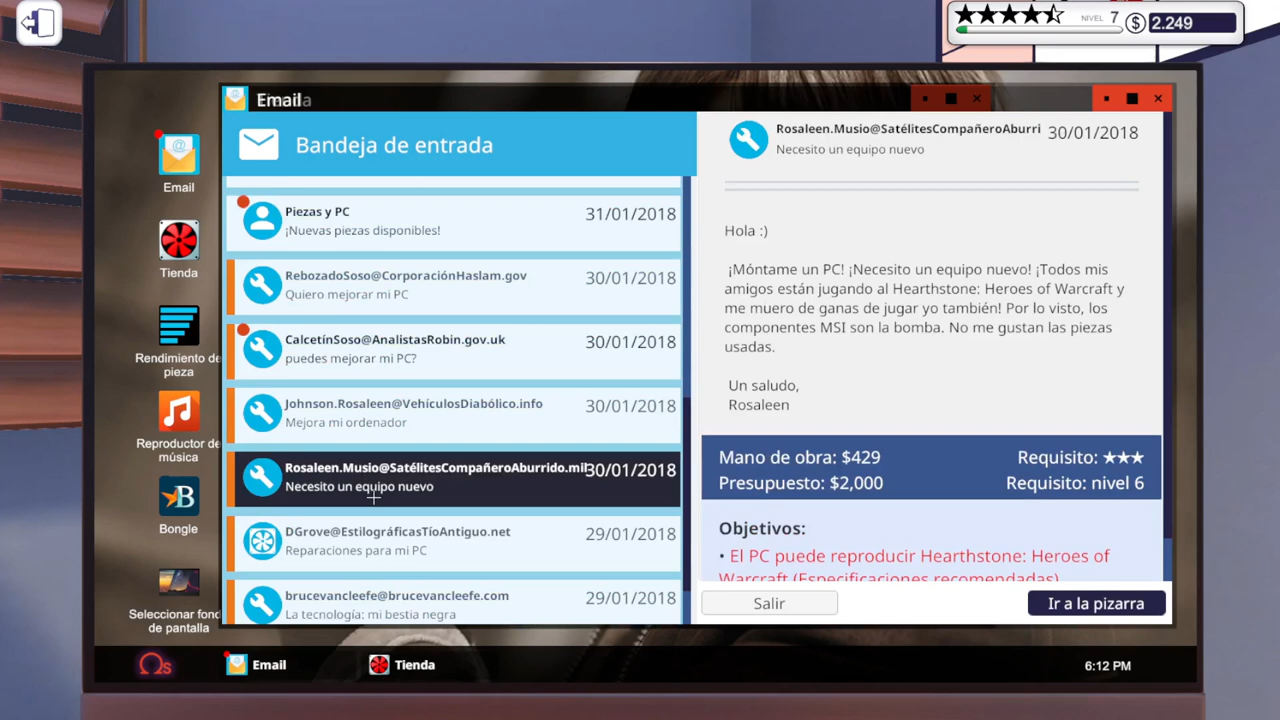 NIVEL 7
$ 2.249
Email
Bandeja de entrada
Email
Tienda
Rendimiento de
pieza
Reproductor de
música
Bongle
Seleccionar fond
de pantalla
Piezas y PC
31/01/2018
¡Nuevas piezas disponibles!
RebozadoSoso@CorporaciónHaslam.gov
30/01/2018
Quiero mejorar mi PC
CalcetínSoso@AnalistasRobin.gov.uk
30/01/2018
puedes mejorar mi PC?
Johnson.Rosaleen@VehículosDiabólico.info
30/01/2018
Mejora mi ordenador
Rosaleen.Musio@SatélitesCompañeroAburrido.mil
30/01/2018
Necesito un equipo nuevo
DGrove@EstilográficasTíoAntiguo.net
29/01/2018
Reparaciones para mi PC
brucevancleefe@brucevancleefe.com
29/01/2018
La tecnología: mi bestia negra
Rosaleen.Musio@SatélitesCompañeroAburri
30/01/2018
Necesito un equipo nuevo
Hola :)
¡Móntame un PC! ¡Necesito un equipo nuevo! ¡Todos mis
amigos están jugando al Hearthstone: Heroes of Warcraft y
me muero de ganas de jugar yo también! Por lo visto, los
componentes MSI son la bomba. No me gustan las piezas
usadas.
Un saludo,
Rosaleen
Mano de obra: $429
Requisito: ★★★
Presupuesto: $2,000
Requisito: nivel 6
Objetivos:
• El PC puede reproducir Hearthstone: Heroes of
Warcraft (Especificaciones recomendadas)
Salir
Ir a la pizarra
Ωs
Email
Tienda
6:12 PM